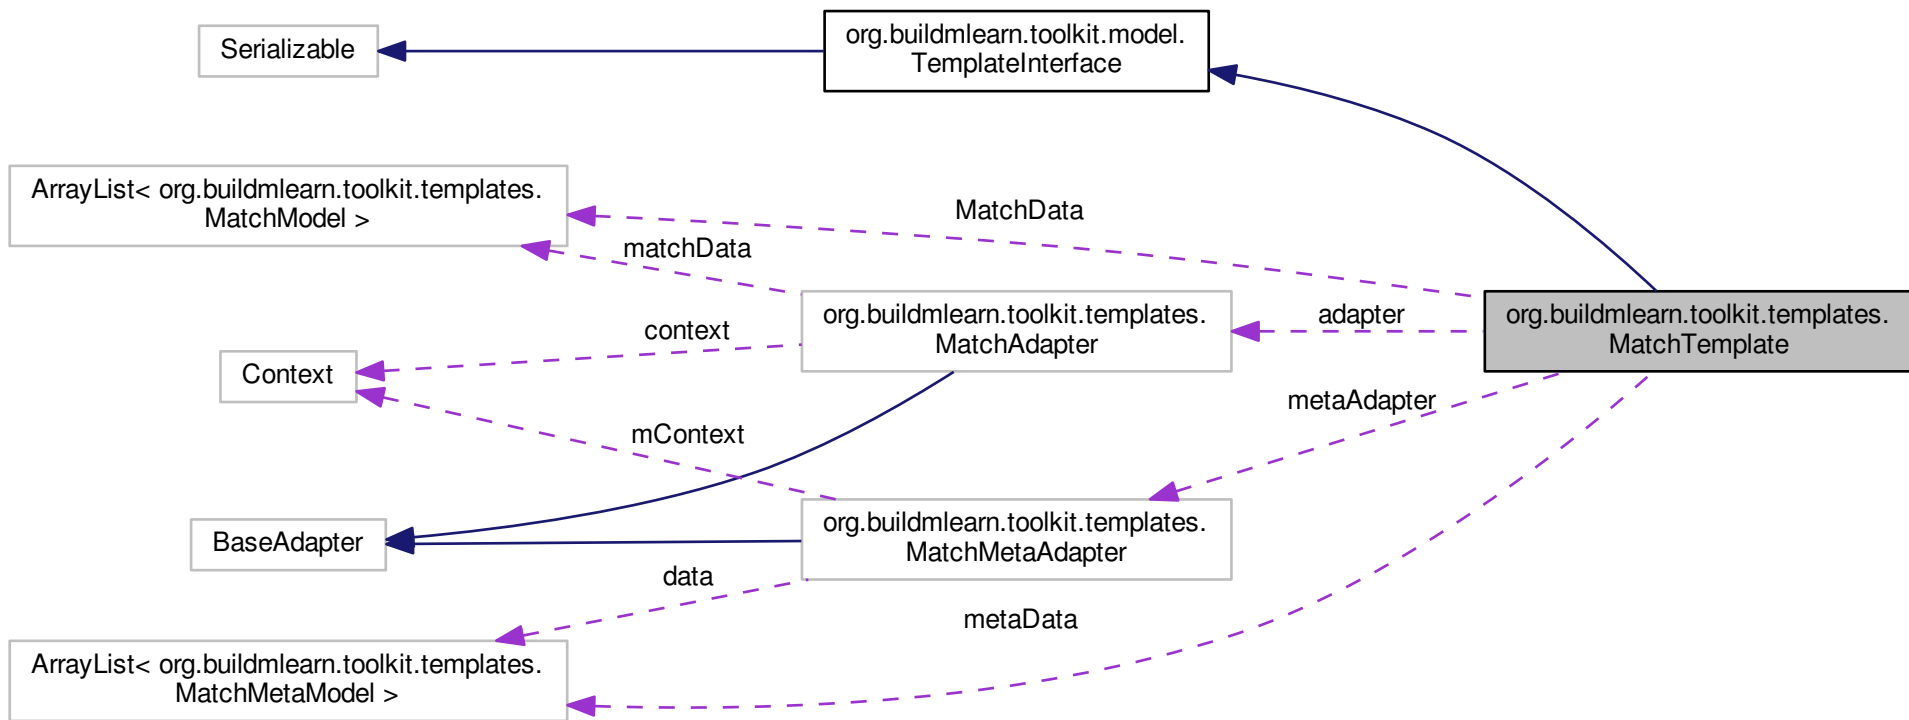 Serializable
org.buildmlearn.toolkit.model.
TemplateInterface
ArrayList< org.buildmlearn.toolkit.templates.
MatchModel >
MatchData
matchData
org.buildmlearn.toolkit.templates.
MatchAdapter
context
adapter
org.buildmlearn.toolkit.templates.
MatchTemplate
Context
metaAdapter
mContext
BaseAdapter
org.buildmlearn.toolkit.templates.
MatchMetaAdapter
data
metaData
ArrayList< org.buildmlearn.toolkit.templates.
MatchMetaModel >